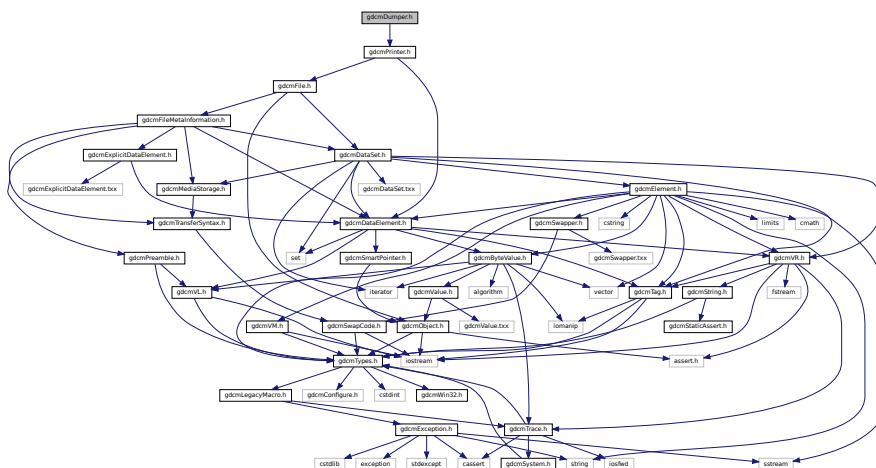 gdcmDumper.h
gdcmPrinter.h
gdcmFile.h
gdcmFileMetaInformation.h
gdcmExplicitDataElement.h
gdcmDataSet.h
gdcmExplicitDataElement.txx
gdcmMediaStorage.h
gdcmDataSet.txx
gdcmElement.h
gdcmTransferSyntax.h
gdcmDataElement.h
gdcmSwapper.h
cstring
limits
cmath
gdcmPreamble.h
set
gdcmSmartPointer.h
gdcmByteValue.h
gdcmSwapper.txx
gdcmVR.h
gdcmVL.h
iterator
gdcmValue.h
algorithm
vector
gdcmTag.h
gdcmString.h
fstream
gdcmVM.h
gdcmSwapCode.h
gdcmObject.h
gdcmValue.txx
iomanip
gdcmStaticAssert.h
gdcmTypes.h
iostream
assert.h
gdcmLegacyMacro.h
gdcmConfigure.h
cstdint
gdcmWin32.h
gdcmException.h
gdcmTrace.h
cstdlib
exception
stdexcept
cassert
gdcmSystem.h
string
iosfwd
sstream